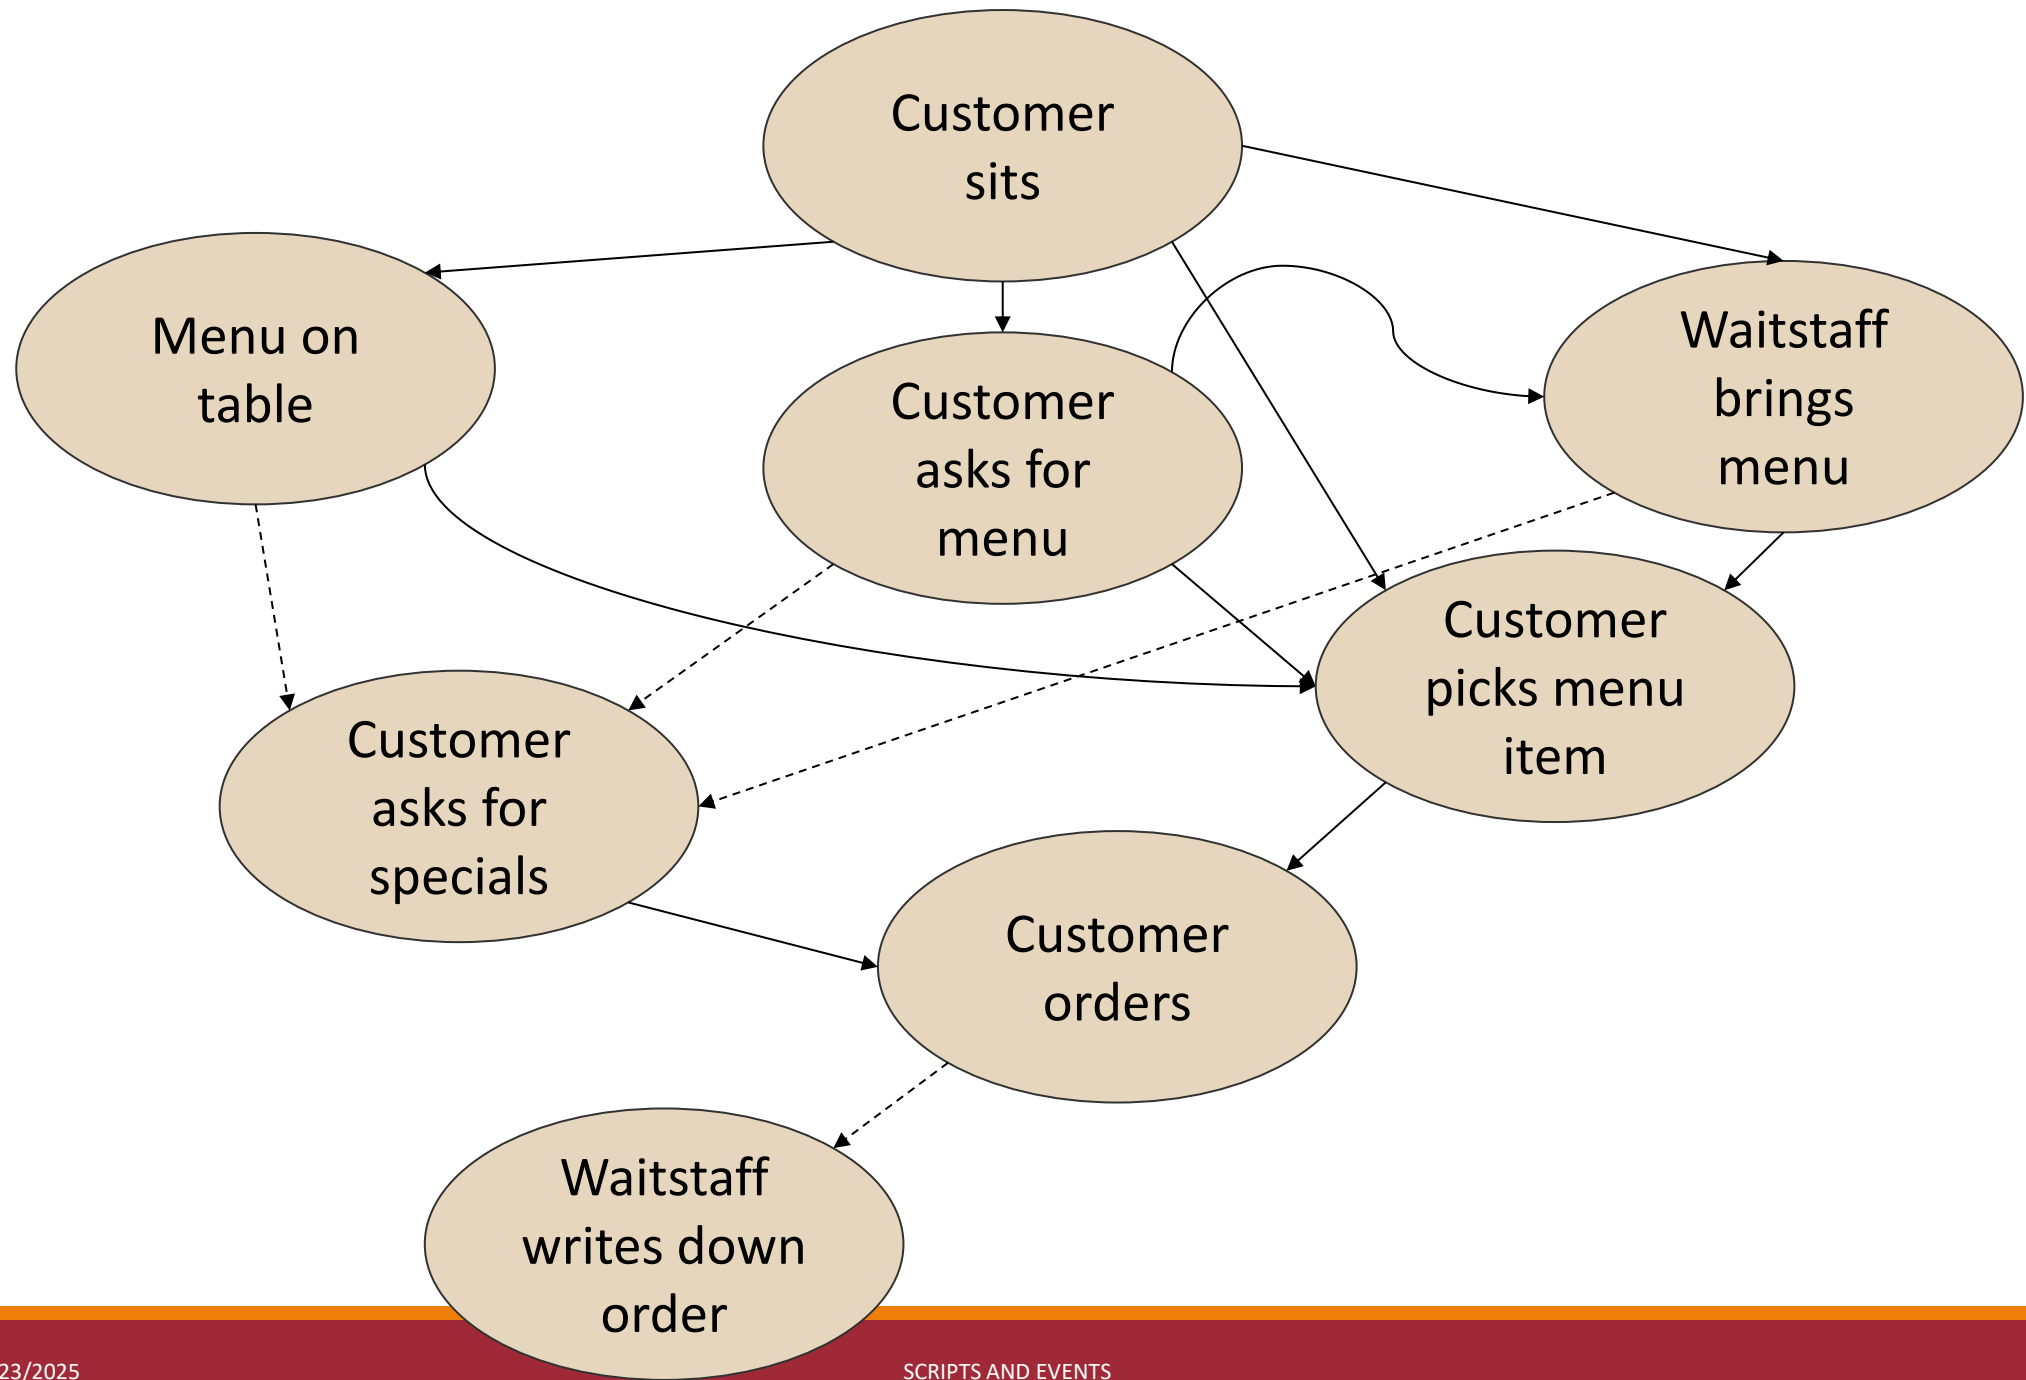 Customer
sits
Menu on
table
Customer
asks for
menu
Waitstaff
brings
menu
Customer
picks menu
item
Customer
asks for
specials
Customer
orders
Waitstaff
writes down
order
23/2025
SCRIPTS AND EVENTS